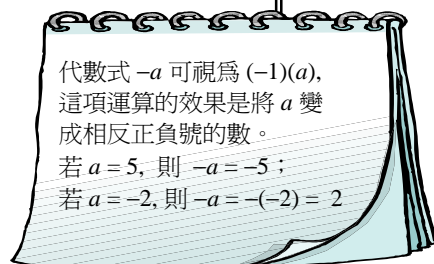 代數式 –a 可視爲 (–1)(a),
這項運算的效果是將 a 變
成相反正負號的數。
若 a = 5, 則 –a = –5；
若 a = –2, 則 –a = –(–2) = 2